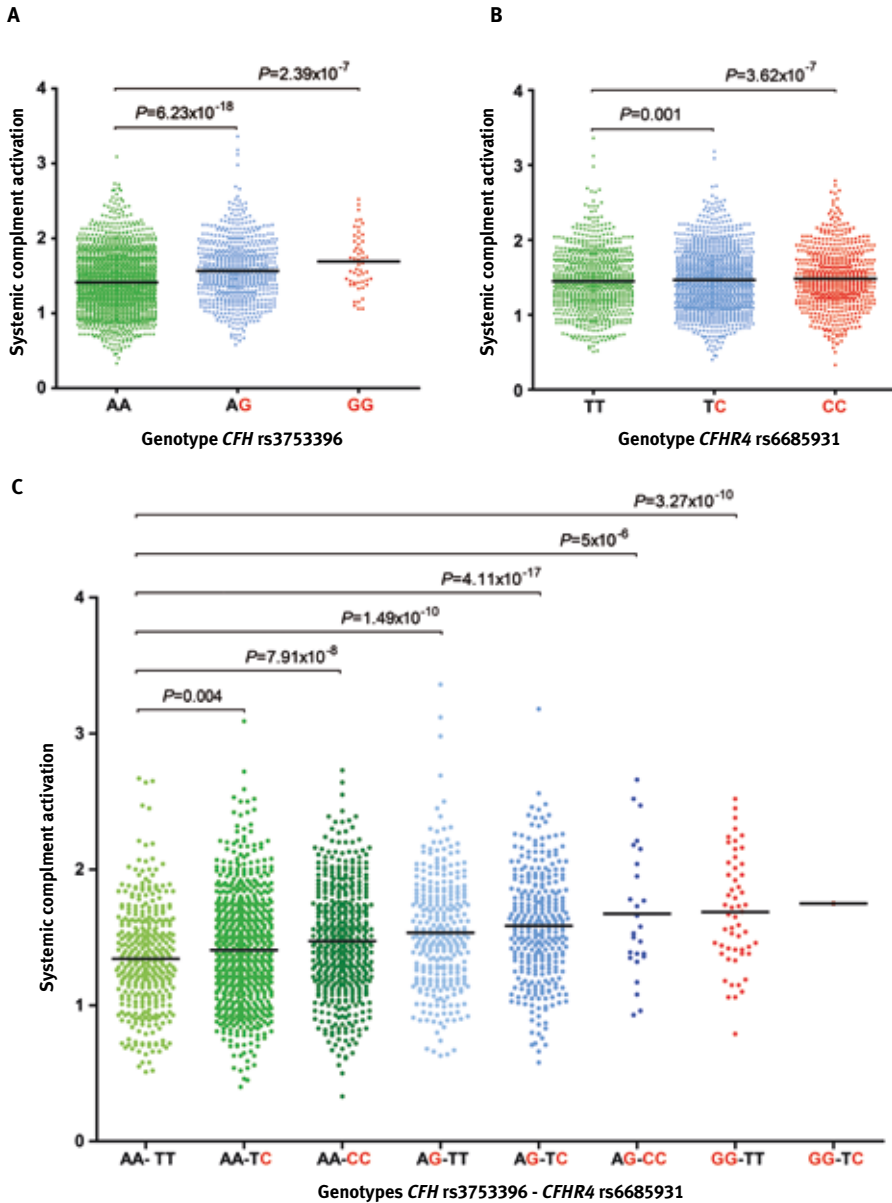 A
P=2.39x10⁻⁷
P=6.23x10⁻¹⁸
4
3
2
1
0
Systemic complment activation
AA AG GG
Genotype CFH rs3753396
B
P=3.62x10⁻⁷
P=0.001
4
3
2
1
0
Systemic complment activation
TT TC CC
Genotype CFHR4 rs6685931
C
P=3.27x10⁻¹⁰
P=5x10⁻⁶
P=4.11x10⁻¹⁷
P=1.49x10⁻¹⁰
P=7.91x10⁻⁸
P=0.004
4
3
2
1
0
Systemic complment activation
AA- TT AA-TC AA-CC AG-TT AG-TC AG-CC GG-TT GG-TC
Genotypes CFH rs3753396 - CFHR4 rs6685931